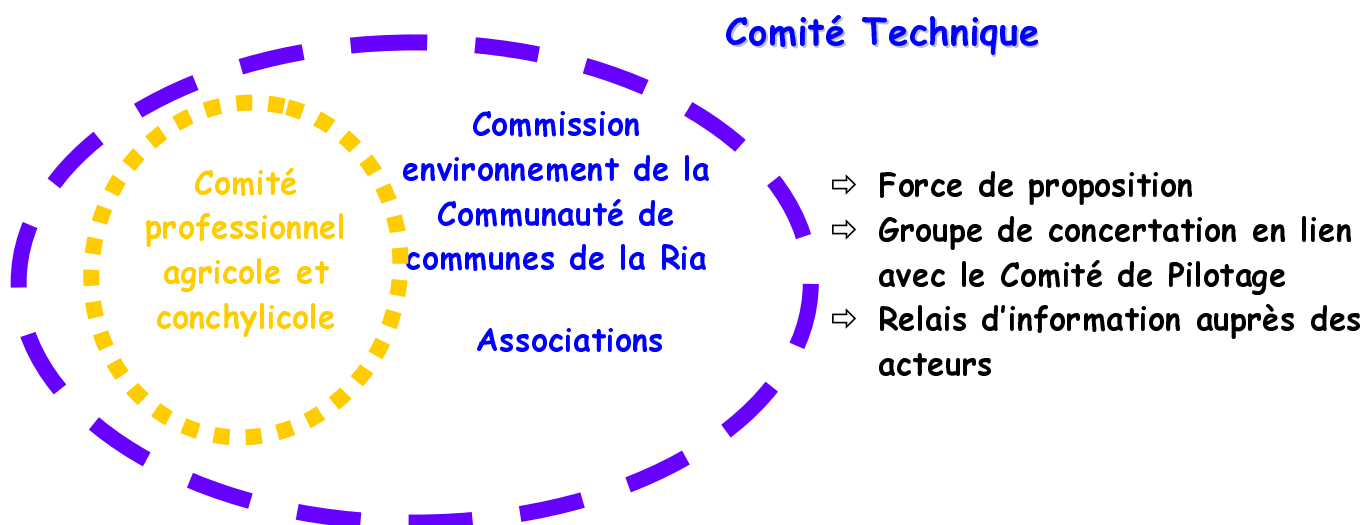 Comité Technique
Comité
professionnel
agricole et
conchylicole
Commission
environnement de la
Communauté de
communes de la Ria
Associations
⇨ Force de proposition
⇨ Groupe de concertation en lien
avec le Comité de Pilotage
⇨ Relais d'information auprès des
acteurs